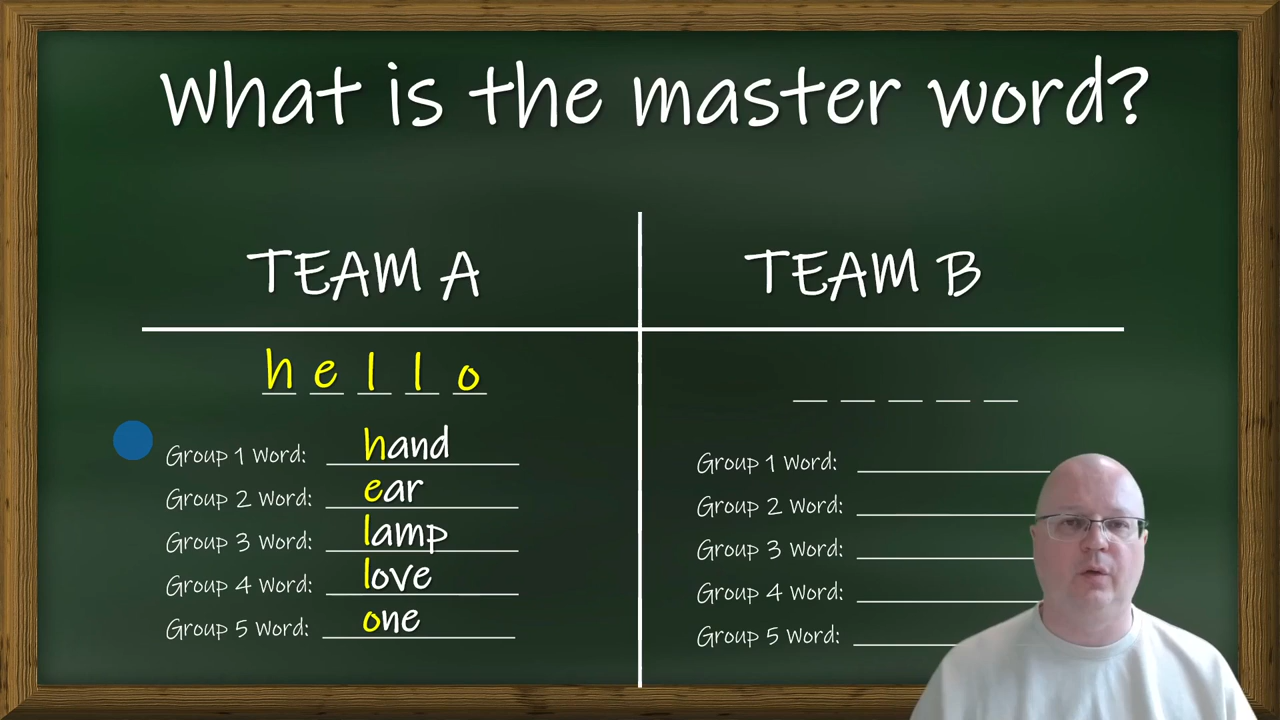 What is the master word?
TEAM A
h e l l o
Group 1 Word: hand
Group 2 Word: ear
Group 3 Word: lamp
Group 4 Word: love
Group 5 Word: one
TEAM B
Group 1 Word:
Group 2 Word:
Group 3 Word:
Group 4 Word:
Group 5 Word: